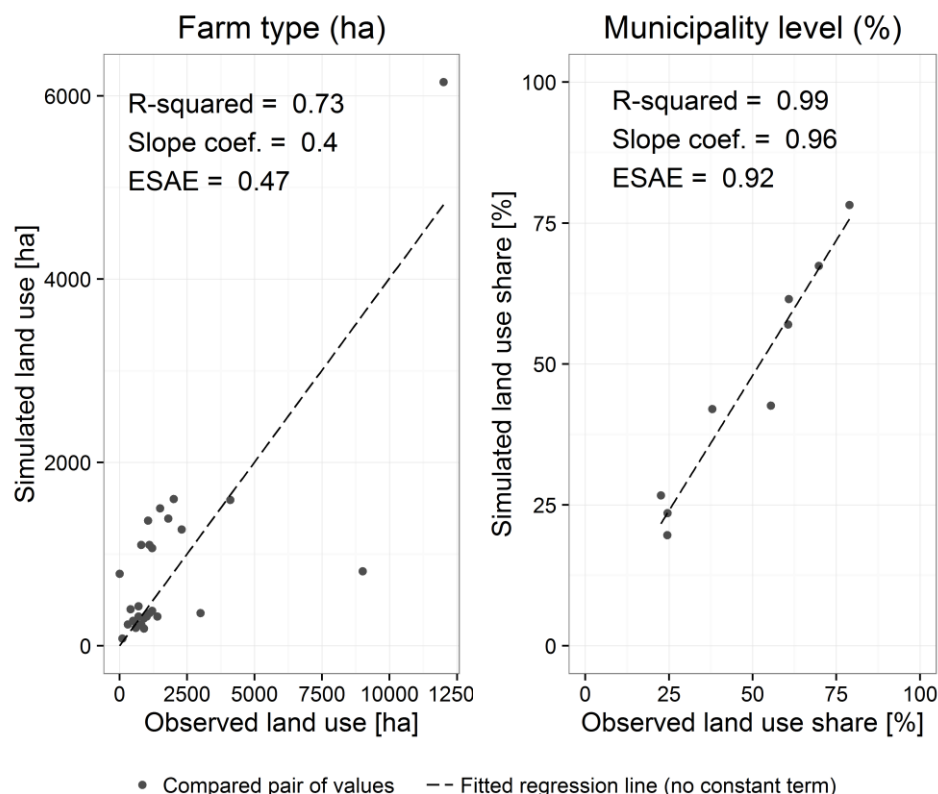 Farm type (ha)
R-squared = 0.73
Slope coef. = 0.4
ESAE = 0.47
Simulated land use [ha]
6000
4000
2000
0
0 2500 5000 7500 10000 1250
Observed land use [ha]
Municipality level (%)
R-squared = 0.99
Slope coef. = 0.96
ESAE = 0.92
Simulated land use share [%]
100
75
50
25
0
0 25 50 75 100
Observed land use share [%]
Compared pair of values
Fitted regression line (no constant term)